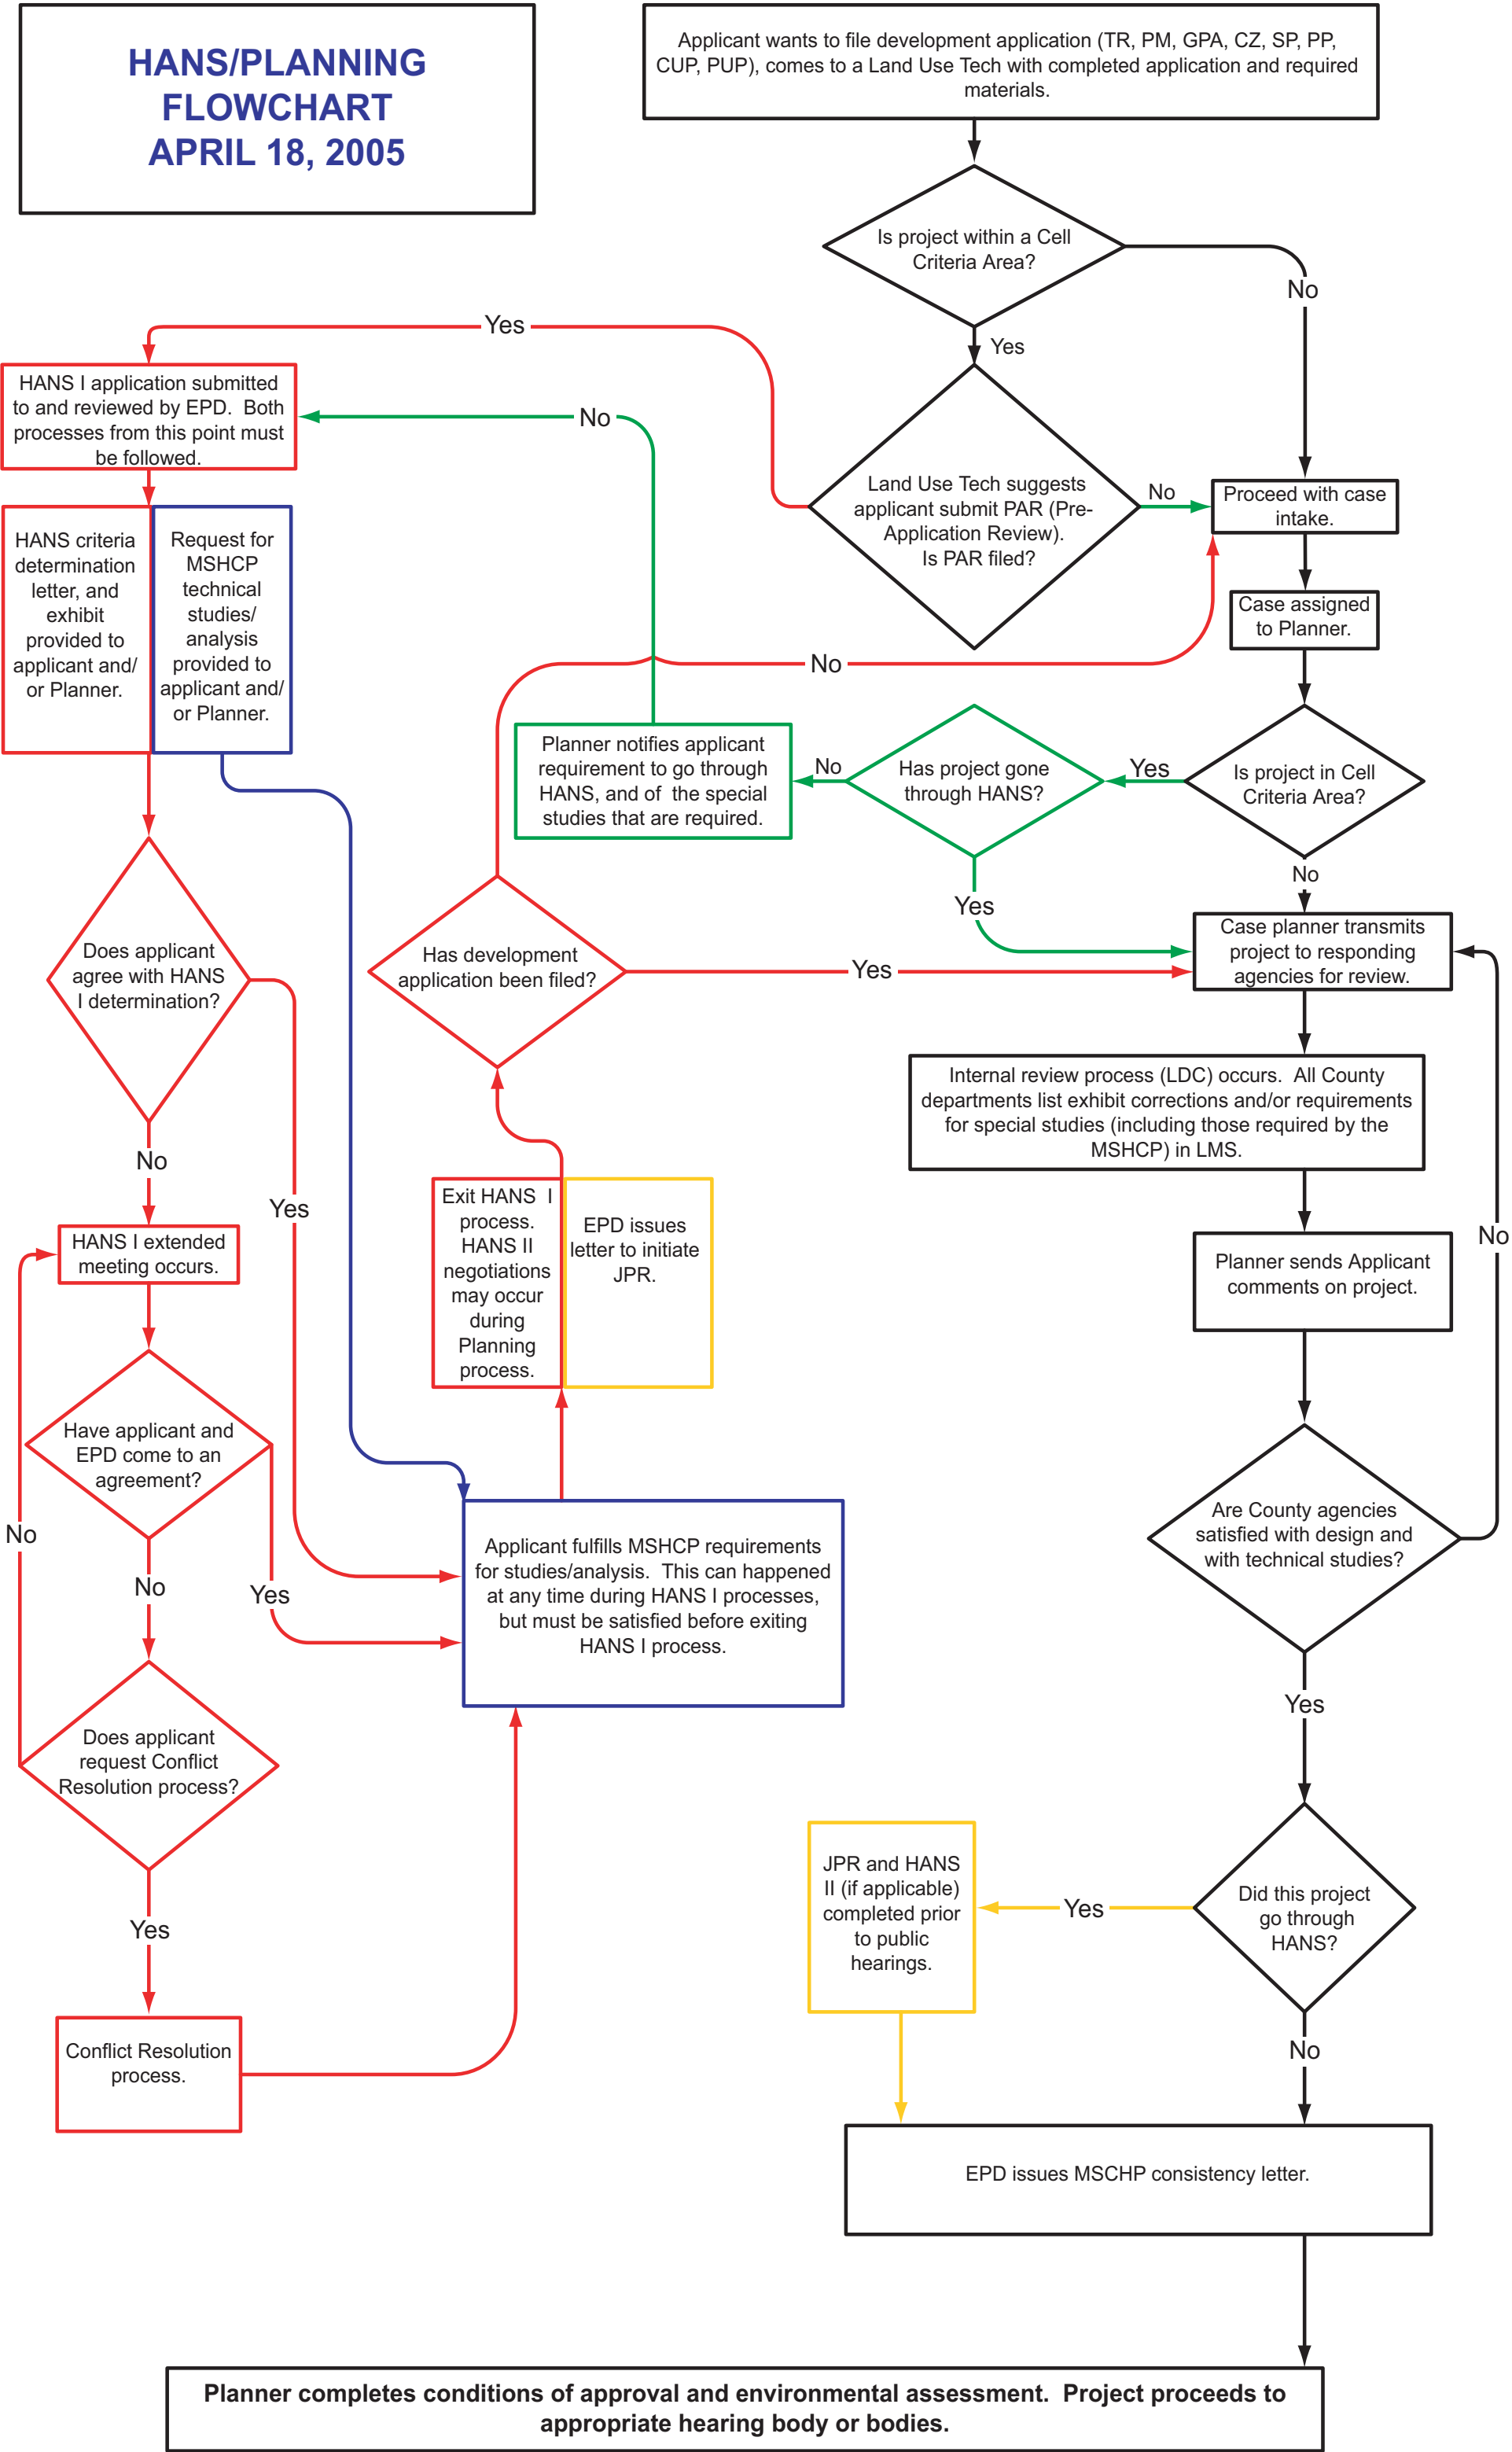 HANS/PLANNING
FLOWCHART
APRIL 18, 2005
Applicant wants to file development application (TR, PM, GPA, CZ, SP, PP,
CUP, PUP), comes to a Land Use Tech with completed application and required
materials.
Is project within a Cell
Criteria Area?
No
Yes
Yes
HANS I application submitted
to and reviewed by EPD.  Both
processes from this point must
be followed.
No
Land Use Tech suggests
applicant submit PAR (Pre-
Application Review).
Is PAR filed?
No
Proceed with case
intake.
HANS criteria
determination
letter, and
exhibit
provided to
applicant and/
or Planner.
Request for
MSHCP
technical
studies/
analysis
provided to
applicant and/
or Planner.
Case assigned
to Planner.
No
Planner notifies applicant
requirement to go through
HANS, and of  the special
studies that are required.
No
Has project gone
through HANS?
Yes
Is project in Cell
Criteria Area?
No
Yes
Does applicant
agree with HANS
I determination?
Has development
application been filed?
Yes
Case planner transmits
project to responding
agencies for review.
Internal review process (LDC) occurs.  All County
departments list exhibit corrections and/or requirements
for special studies (including those required by the
MSHCP) in LMS.
No
Yes
Exit HANS  I
process.
HANS II
negotiations
may occur
during
Planning
process.
EPD issues
letter to initiate
JPR.
No
HANS I extended
meeting occurs.
Planner sends Applicant
comments on project.
Have applicant and
EPD come to an
agreement?
Are County agencies
satisfied with design and
with technical studies?
No
No
Yes
Applicant fulfills MSHCP requirements
for studies/analysis.  This can happened
at any time during HANS I processes,
but must be satisfied before exiting
HANS I process.
Yes
Does applicant
request Conflict
Resolution process?
JPR and HANS
II (if applicable)
completed prior
to public
hearings.
Yes
Did this project
go through
HANS?
Yes
No
Conflict Resolution
process.
EPD issues MSCHP consistency letter.
Planner completes conditions of approval and environmental assessment.  Project proceeds to
appropriate hearing body or bodies.